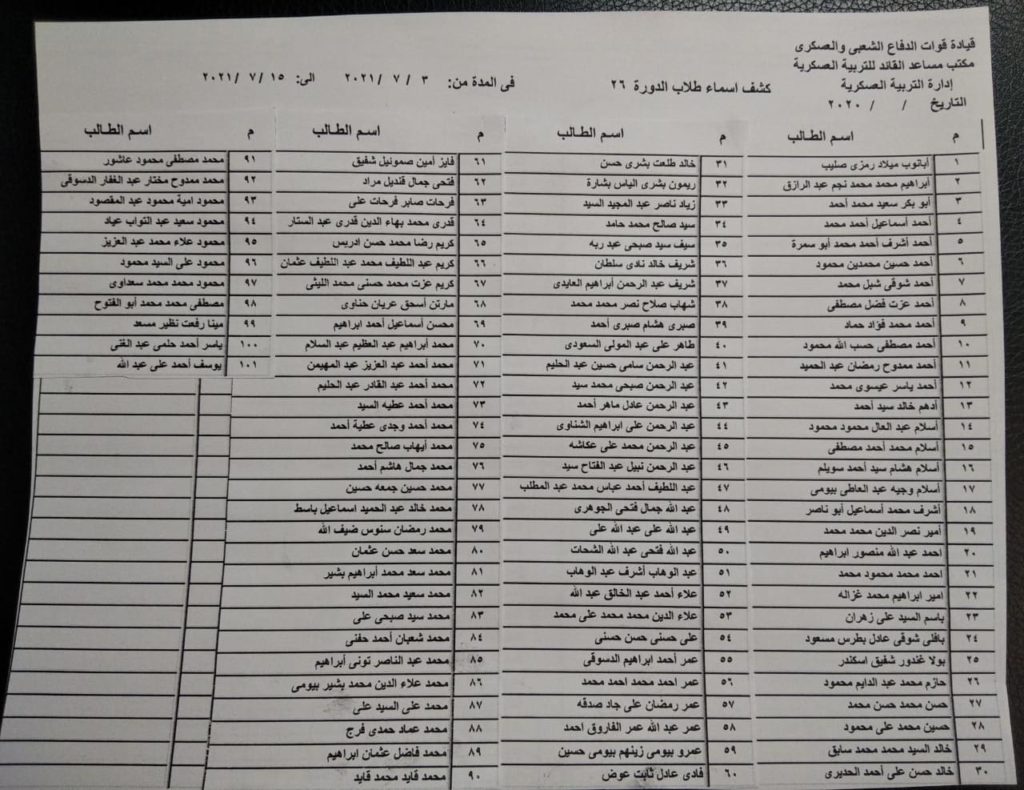 قيادة قوات الدفاع الشعبى والعسكرى
مكتب مساعد القائد للتربية العسكرية
إدارة التربية العسكرية
التاريخ / / ٢٠٢٠
كشف اسماء طلاب الدورة ٢٦ فى المدة من: ٣ / ٧ / ٢٠٢١ الى: ١٥ / ٧ / ٢٠٢١
م اسم الطالب
١ أبانوب ميلاد رمزى صليب
٢ أبراهيم محمد محمد نجم عبد الرازق
٣ أبو بكر سعيد محمد أحمد
٤ أحمد أسماعيل أحمد محمد
٥ أحمد أشرف أحمد محمد أبو سمرة
٦ أحمد حسين محمدين محمود
٧ أحمد شوقى شبل محمد
٨ أحمد عزت فضل مصطفى
٩ أحمد محمد فؤاد حماد
١٠ أحمد مصطفى حسب الله محمود
١١ أحمد ممدوح رمضان عبد الحميد
١٢ أحمد ياسر عيسوى محمد
١٣ أدهم خالد سيد أحمد
١٤ أسلام عبد العال محمود محمود
١٥ أسلام محمد أحمد مصطفى
١٦ أسلام هشام سيد أحمد سويلم
١٧ أسلام وجيه عبد العاطى بيومى
١٨ أشرف محمد أسماعيل أبو ناصر
١٩ أمير نصر الدين محمد محمد
٢٠ احمد عبد الله منصور ابراهيم
٢١ احمد محمد محمود محمد
٢٢ امير ابراهيم محمد غزاله
٢٣ باسم السيد على زهران
٢٤ بافلى شوقى عادل بطرس مسعود
٢٥ بولا غندور شفيق اسكندر
٢٦ حازم محمد عبد الدايم محمود
٢٧ حسن محمد حسن محمد
٢٨ حسين محمد على محمود
٢٩ خالد السيد محمد محمد سابق
٣٠ خالد حسن على أحمد الحديرى
م اسم الطالب
٣١ خالد طلعت بشرى حسن
٣٢ ريمون بشرى الياس بشارة
٣٣ زياد ناصر عبد المجيد السيد
٣٤ سيد صالح محمد حامد
٣٥ سيف سيد صبحى عبد ربه
٣٦ شريف خالد نادى سلطان
٣٧ شريف عبد الرحمن أبراهيم العايدى
٣٨ شهاب صلاح نصر محمد محمد
٣٩ صبرى هشام صبرى أحمد
٤٠ طاهر على عبد المولى السعودى
٤١ عبد الرحمن سامى حسين عبد الحليم
٤٢ عبد الرحمن صبحى محمد سيد
٤٣ عبد الرحمن عادل ماهر أحمد
٤٤ عبد الرحمن على ابراهيم الشناوى
٤٥ عبد الرحمن محمد على عكاشه
٤٦ عبد الرحمن نبيل عبد الفتاح سيد
٤٧ عبد اللطيف أحمد عباس محمد عبد المطلب
٤٨ عبد الله جمال فتحى الجوهرى
٤٩ عبد الله على عبد الله على
٥٠ عبد الله فتحى عبد الله الشحات
٥١ عبد الوهاب أشرف عبد الوهاب
٥٢ علاء أحمد عبد الخالق عبد الله
٥٣ علاء الدين محمد محمد على محمد
٥٤ على حسنى حسن حسنى
٥٥ عمر أحمد ابراهيم الدسوقى
٥٦ عمر احمد محمد احمد محمد
٥٧ عمر رمضان على جاد صدقه
٥٨ عمر عبد الله عمر الفاروق احمد
٥٩ عمرو بيومى زينهم بيومى حسين
٦٠ فادى عادل ثابت عوض
م اسم الطالب
٦١ فايز أمين صموئيل شفيق
٦٢ فتحى جمال قنديل مراد
٦٣ فرحات صابر فرحات على
٦٤ قدرى محمد بهاء الدين قدرى عبد الستار
٦٥ كريم رضا محمد حسن ادريس
٦٦ كريم عبد اللطيف محمد عبد اللطيف عثمان
٦٧ كريم عزت محمد حسنى محمد الليثى
٦٨ مارتن أسحق عريان حناوى
٦٩ محسن أسماعيل أحمد ابراهيم
٧٠ محمد أبراهيم عبد العظيم عبد السلام
٧١ محمد أحمد عبد العزيز عبد المهيمن
٧٢ محمد أحمد عبد القادر عبد الحليم
٧٣ محمد أحمد عطيه السيد
٧٤ محمد أحمد وجدى عطية أحمد
٧٥ محمد أيهاب صالح محمد
٧٦ محمد جمال هاشم أحمد
٧٧ محمد حسين جمعه حسين
٧٨ محمد خالد عبد الحميد اسماعيل باسط
٧٩ محمد رمضان سنوس ضيف الله
٨٠ محمد سعد حسن عثمان
٨١ محمد سعد محمد أبراهيم بشير
٨٢ محمد سعيد محمد السيد
٨٣ محمد سيد صبحى على
٨٤ محمد شعبان أحمد حفنى
٨٥ محمد عبد الناصر تونى أبراهيم
٨٦ محمد علاء الدين محمد بشير بيومى
٨٧ محمد على السيد على
٨٨ محمد عماد حمدى فرج
٨٩ محمد فاضل عثمان ابراهيم
٩٠ محمد قايد محمد قايد
م اسم الطالب
٩١ محمد مصطفى محمود عاشور
٩٢ محمد ممدوح مختار عبد الغفار الدسوقى
٩٣ محمود امية محمود عبد المقصود
٩٤ محمود سعيد عبد التواب عياد
٩٥ محمود علاء محمد عبد العزيز
٩٦ محمود على السيد محمود
٩٧ محمود محمد محمد سعداوى
٩٨ مصطفى محمد محمد أبو الفتوح
٩٩ مينا رفعت نظير مسعد
١٠٠ ياسر أحمد حلمى عبد الغنى
١٠١ يوسف أحمد على عبد الله